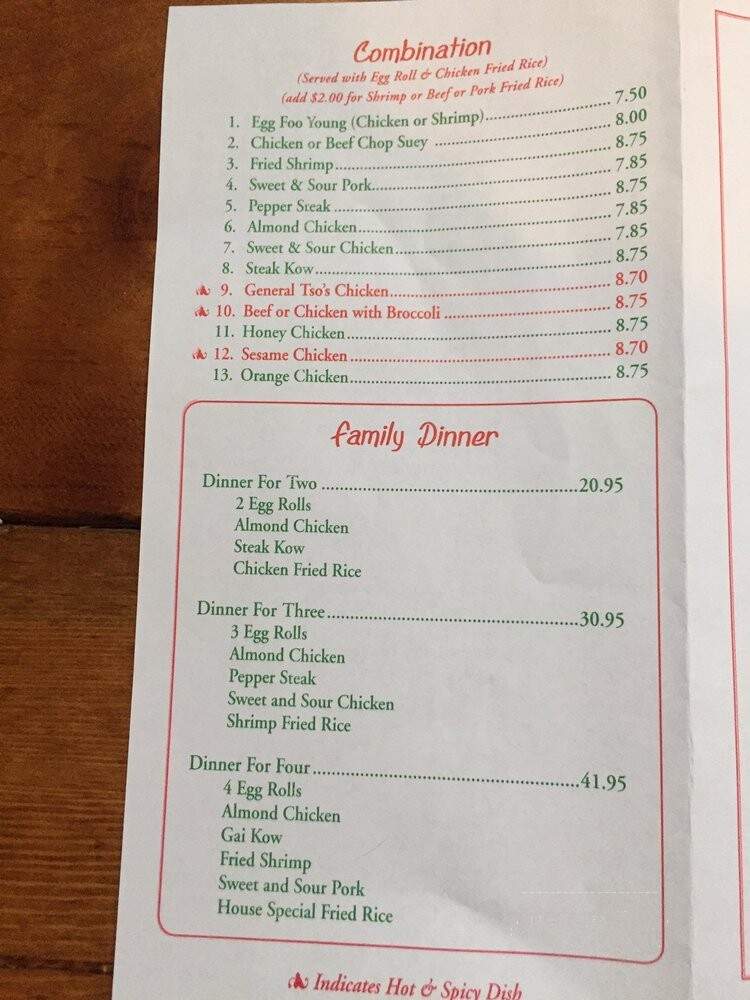 Combination
(Served with Egg Roll & Chicken Fried Rice)
(add $2.00 for Shrimp or Beef or Pork Fried Rice)
1. Egg Foo Young (Chicken or Shrimp) 7.50
2. Chicken or Beef Chop Suey 8.00
3. Fried Shrimp 8.75
4. Sweet & Sour Pork 7.85
5. Pepper Steak 8.75
6. Almond Chicken 7.85
7. Sweet & Sour Chicken 7.85
8. Steak Kow 8.75
9. General Tso's Chicken 8.70
10. Beef or Chicken with Broccoli 8.75
11. Honey Chicken 8.75
12. Sesame Chicken 8.70
13. Orange Chicken 8.75
Family Dinner
Dinner For Two 20.95
2 Egg Rolls
Almond Chicken
Steak Kow
Chicken Fried Rice
Dinner For Three 30.95
3 Egg Rolls
Almond Chicken
Pepper Steak
Sweet and Sour Chicken
Shrimp Fried Rice
Dinner For Four 41.95
4 Egg Rolls
Almond Chicken
Gai Kow
Fried Shrimp
Sweet and Sour Pork
House Special Fried Rice
Indicates Hot & Spicy Dish